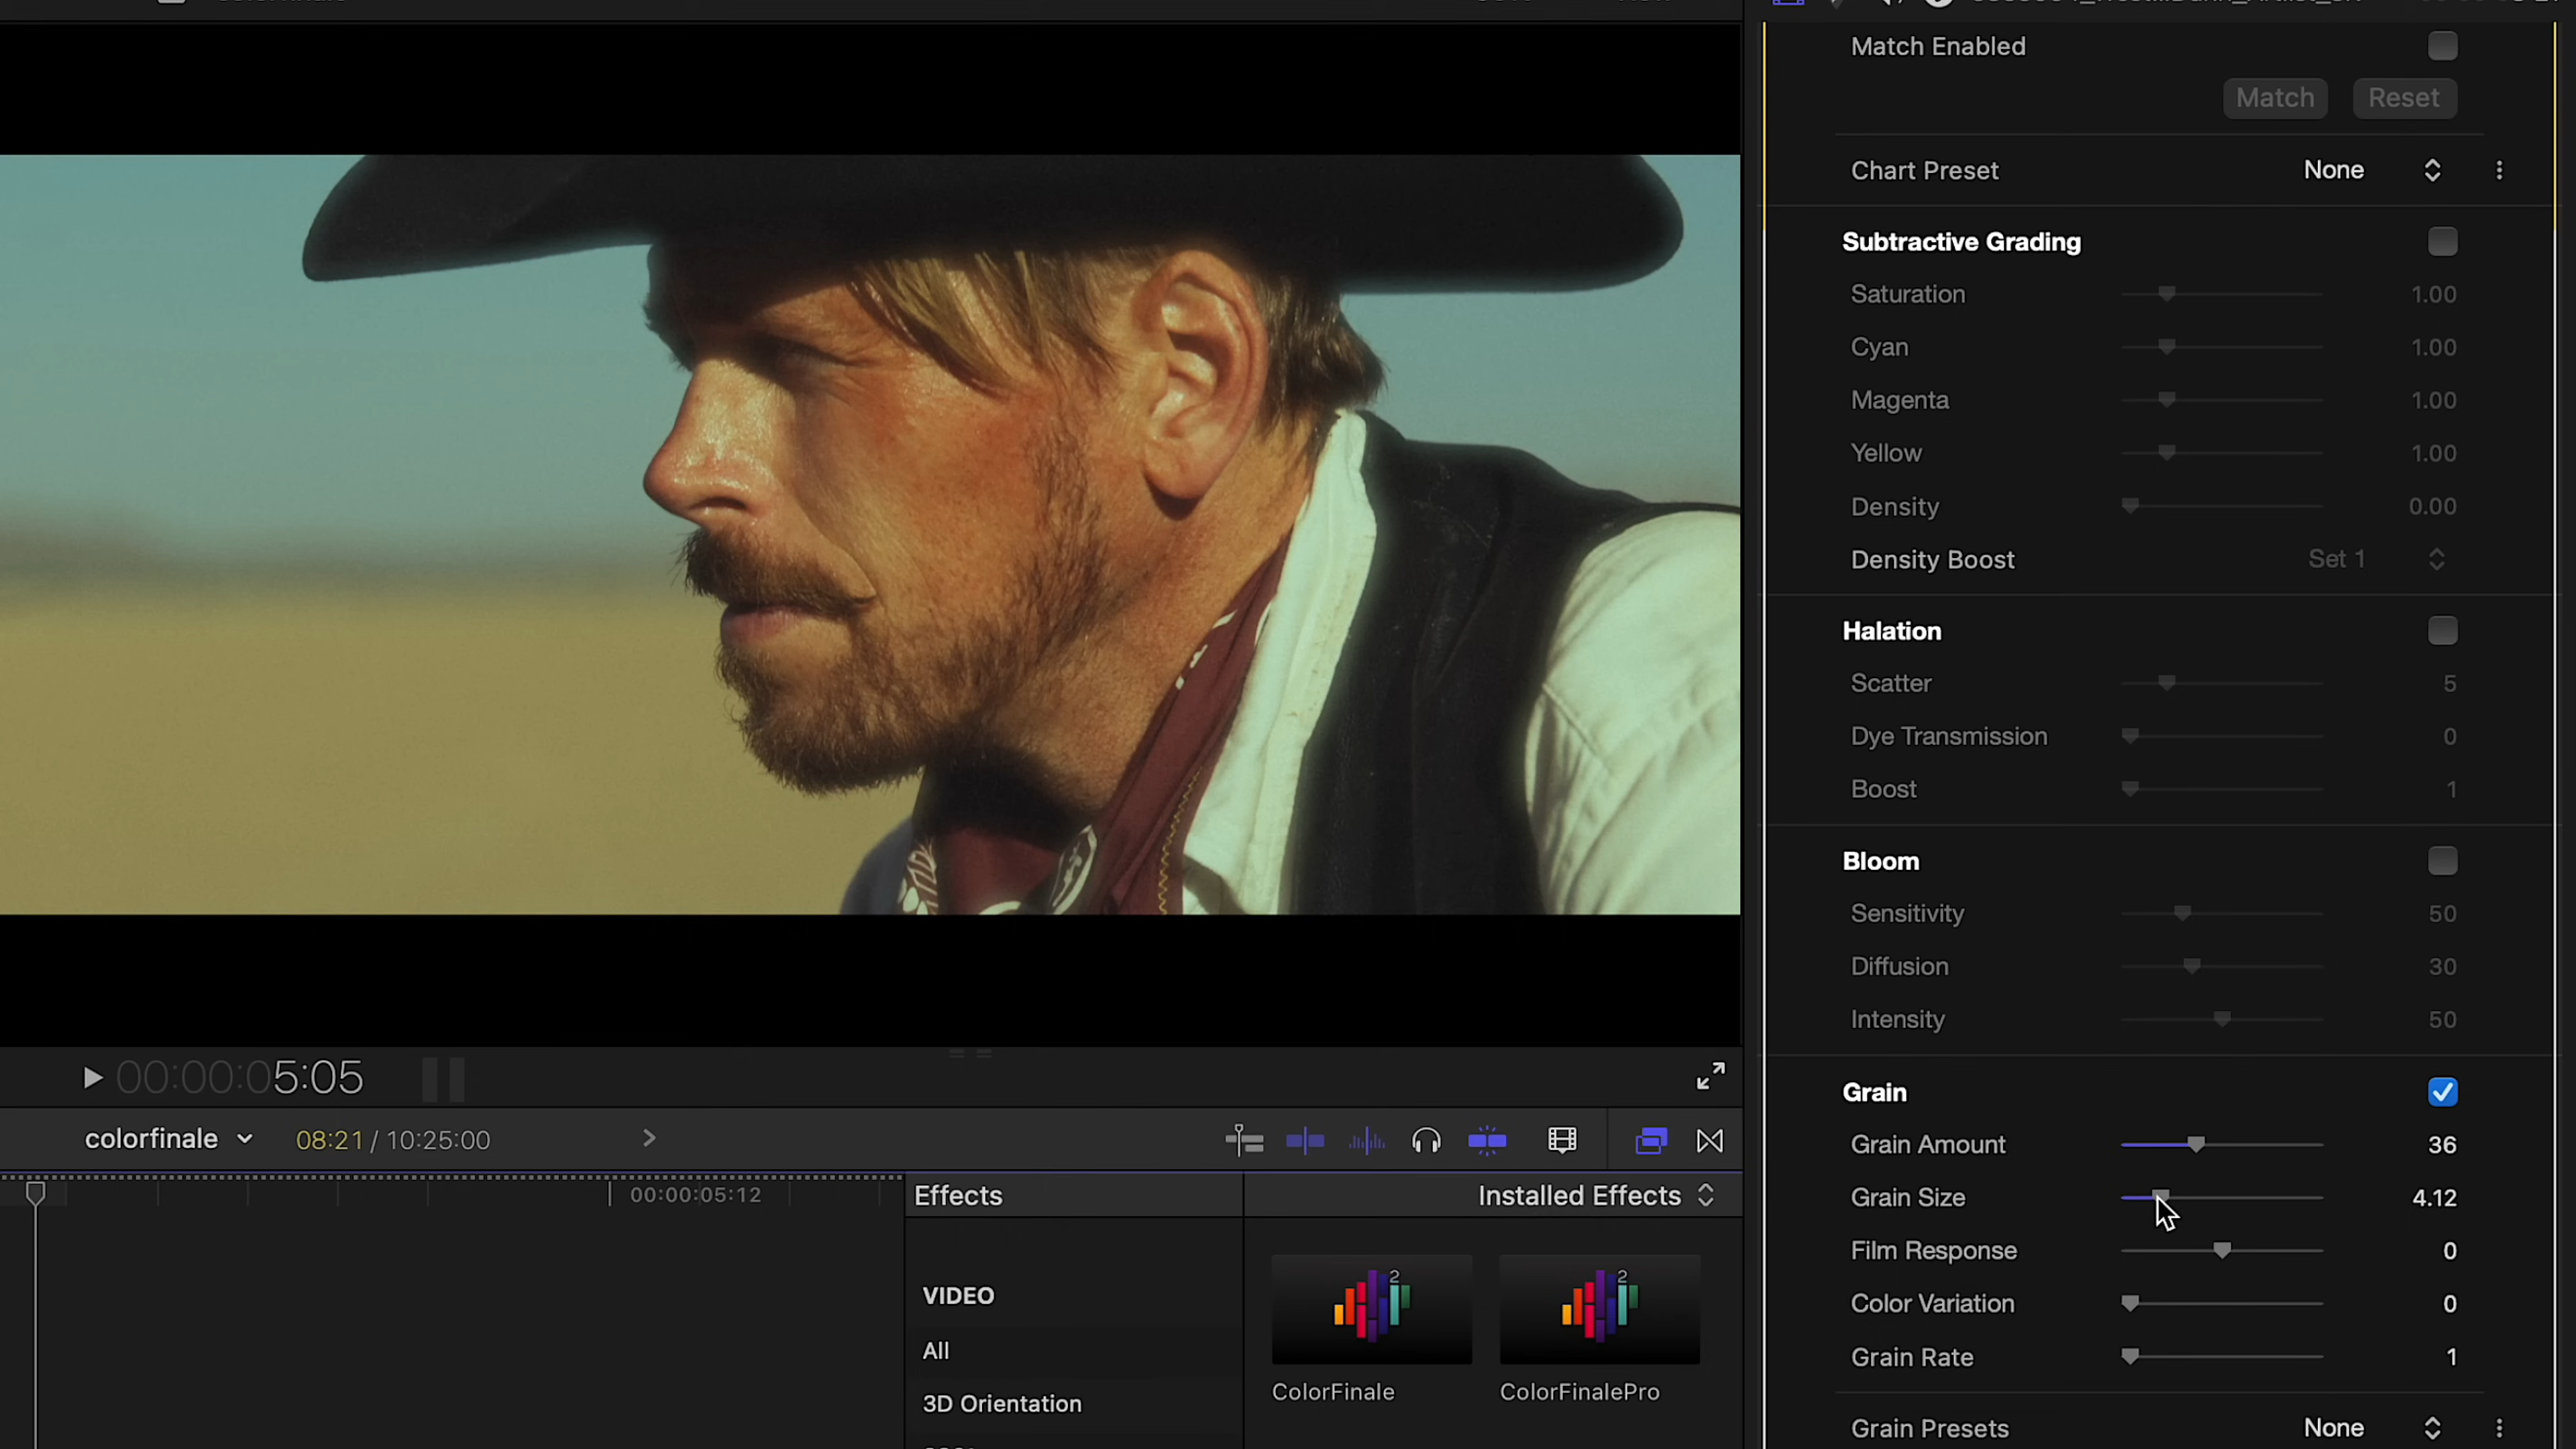 Match Enabled
Match Reset
Chart Preset None
Subtractive Grading
Saturation 1.00
Cyan 1.00
Magenta 1.00
Yellow 1.00
Density 0.00
Density Boost Set 1
Halation
Scatter 5
Dye Transmission 0
Boost 1
Bloom
Sensitivity 50
Diffusion 30
Intensity 50
Grain
Grain Amount 36
Grain Size 4.12
Film Response 0
Color Variation 0
Grain Rate 1
Grain Presets None
00:00:05:05
colorfinale 08:21 / 10:25:00
00:00:05:12
Effects Installed Effects
VIDEO
All
3D Orientation
2
2
ColorFinale ColorFinalePro